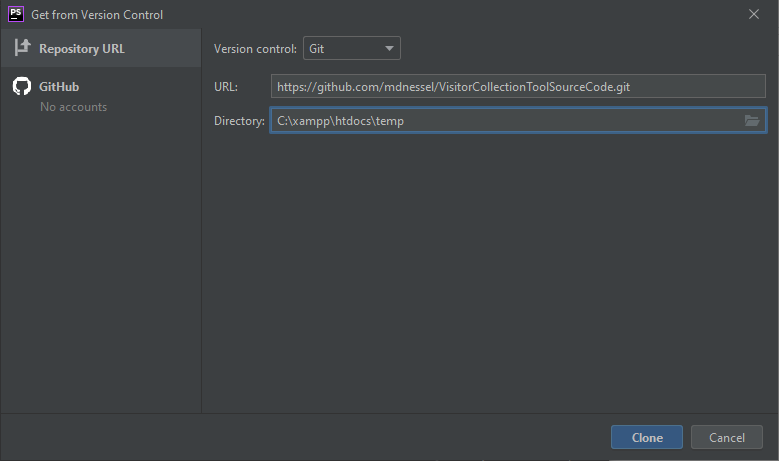 PS Get from Version Control
Repository URL
GitHub
No accounts
Version control: Git
URL: https://github.com/mdnessel/VisitorCollectionToolSourceCode.git
Directory: C:\xampp\htdocs\temp
Clone Cancel